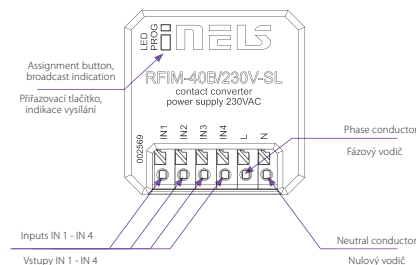 LED
PROG
NELS
RFIM-40B/230V-SL
contact converter
power supply 230VAC
Assignment button,
broadcast indication
Přiřazovací tlačítko,
indikace vysílání
002569
IN1
IN2
IN3
IN4
L
N
Phase conductor
Fázový vodič
Inputs IN 1 - IN 4
Vstupy IN 1 - IN 4
Neutral conductor
Nulový vodič